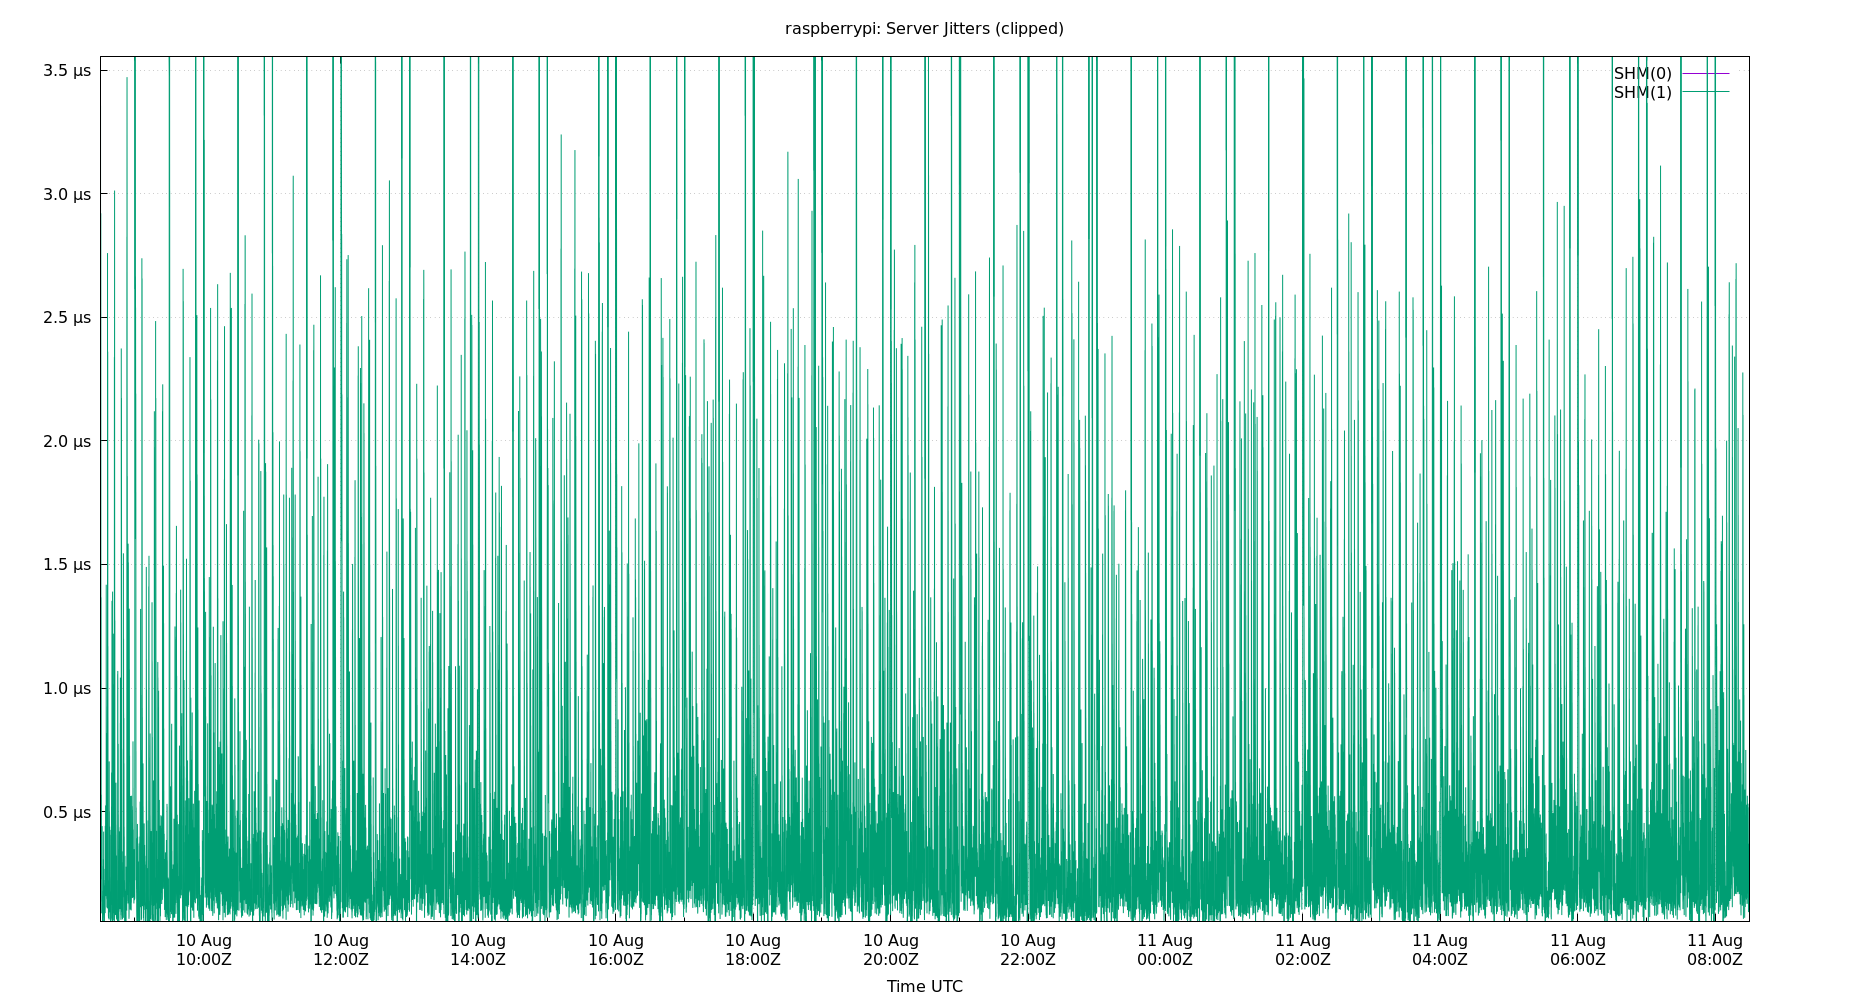 raspberrypi: Server Jitters (clipped)
3.5 μs
SHM(0)
SHM(1)
3.0 μs
2.5 μs
2.0 μs
1.5 μs
1.0 μs
0.5 μs
10 Aug 10 Aug 10 Aug 10 Aug 10 Aug 10 Aug 10 Aug 11 Aug 11 Aug 11 Aug 11 Aug 11 Aug
10:00Z 12:00Z 14:00Z 16:00Z 18:00Z 20:00Z 22:00Z 00:00Z 02:00Z 04:00Z 06:00Z 08:00Z
Time UTC